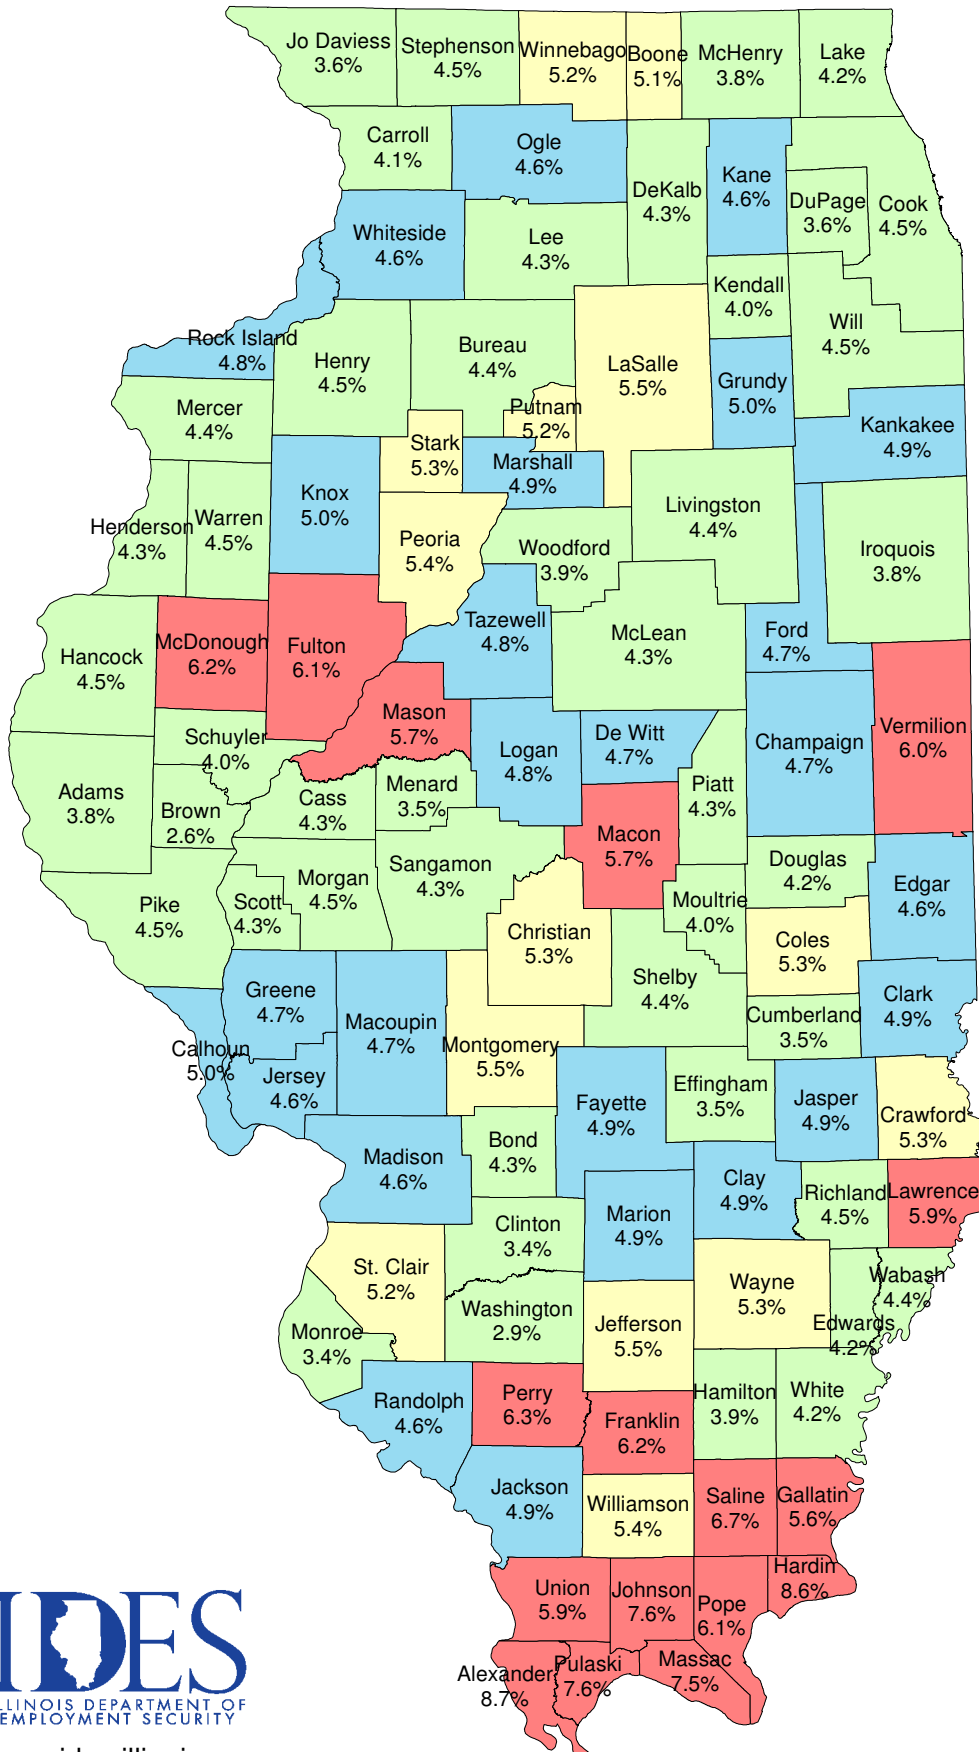 Jo Daviess
3.6%
Stephenson
4.5%
Winnebago
5.2%
Boone
5.1%
McHenry
3.8%
Lake
4.2%
Carroll
4.1%
Ogle
4.6%
DeKalb
4.3%
Kane
4.6%
DuPage
3.6%
Cook
4.5%
Whiteside
4.6%
Lee
4.3%
Kendall
4.0%
Will
4.5%
Rock Island
4.8%
Henry
4.5%
Bureau
4.4%
LaSalle
5.5%
Grundy
5.0%
Mercer
4.4%
Putnam
5.2%
Kankakee
4.9%
Stark
5.3%
Marshall
4.9%
Knox
5.0%
Livingston
4.4%
Henderson
4.3%
Warren
4.5%
Peoria
5.4%
Woodford
3.9%
Iroquois
3.8%
Hancock
4.5%
McDonough
6.2%
Fulton
6.1%
Tazewell
4.8%
McLean
4.3%
Ford
4.7%
Mason
5.7%
Schuyler
4.0%
Logan
4.8%
De Witt
4.7%
Champaign
4.7%
Vermilion
6.0%
Adams
3.8%
Brown
2.6%
Cass
4.3%
Menard
3.5%
Piatt
4.3%
Macon
5.7%
Pike
4.5%
Scott
4.3%
Morgan
4.5%
Sangamon
4.3%
Douglas
4.2%
Edgar
4.6%
Moultrie
4.0%
Christian
5.3%
Coles
5.3%
Shelby
4.4%
Greene
4.7%
Macoupin
4.7%
Clark
4.9%
Cumberland
3.5%
Montgomery
5.5%
Calhoun
5.0%
Jersey
4.6%
Fayette
4.9%
Effingham
3.5%
Jasper
4.9%
Crawford
5.3%
Bond
4.3%
Madison
4.6%
Clay
4.9%
Richland
4.5%
Lawrence
5.9%
Marion
4.9%
Clinton
3.4%
St. Clair
5.2%
Wayne
5.3%
Wabash
4.4%
Edwards
4.2%
Washington
2.9%
Jefferson
5.5%
Monroe
3.4%
Randolph
4.6%
Perry
6.3%
Franklin
6.2%
Hamilton
3.9%
White
4.2%
Jackson
4.9%
Williamson
5.4%
Saline
6.7%
Gallatin
5.6%
Union
5.9%
Johnson
7.6%
Pope
6.1%
Hardin
8.6%
Alexander
8.7%
Pulaski
7.6%
Massac
7.5%
IDES
ILLINOIS DEPARTMENT OF
EMPLOYMENT SECURITY